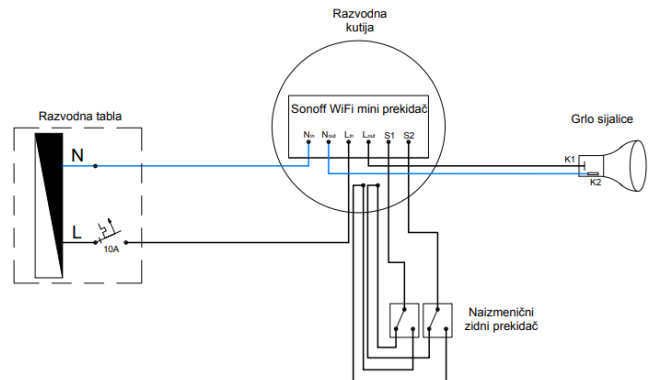 Razvodna
kutija
Razvodna tabla
Sonoff WiFi mini prekidač
Nin Nout Lin Lout S1 S2
Grlo sijalice
N
K1
K2
L
10A
Naizmenični
zidni prekidač